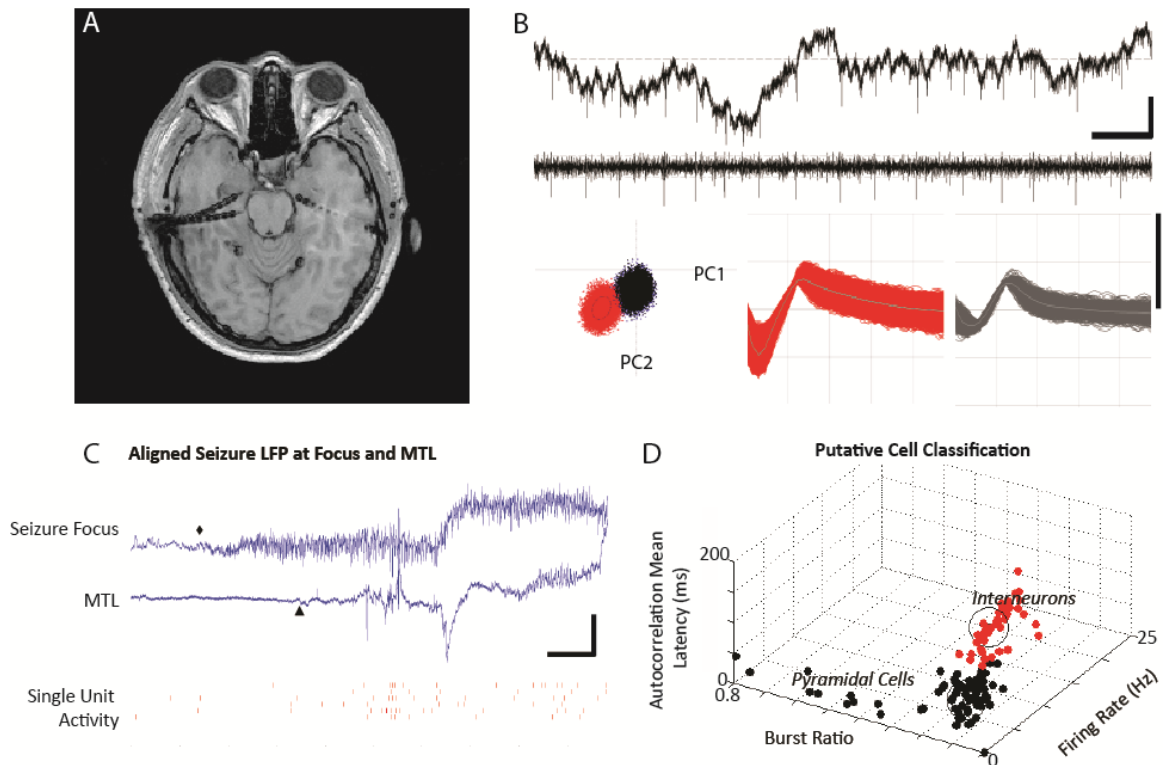 A
B
PC1
PC2
C
Aligned Seizure LFP at Focus and MTL
Seizure Focus
MTL
Single Unit
Activity
D
Putative Cell Classification
Autocorrelation Mean
Latency (ms)
200
0
0.8
Burst Ratio
0
Firing Rate (Hz)
25
Interneurons
Pyramidal Cells